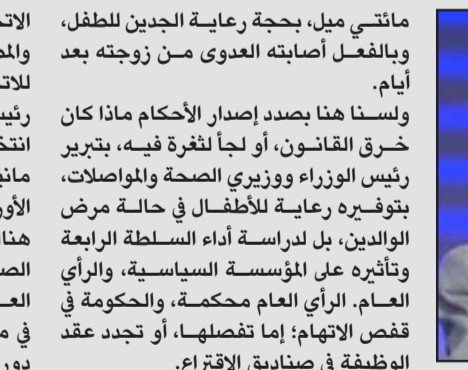 مائتي ميل، بحجة رعاية الجدين للطفل،
وبالفعل أصابته العدوى من زوجته بعد
أيام.
ولسنا هنا بصدد إصدار الأحكام ماذا كان
خرق القانون، أو لجأ لثغرة فيه، بتبرير
رئيس الوزراء ووزيري الصحة والمواصلات،
بتوفيره رعاية للأطفال في حالة مرض
الوالدين، بل لدراسة أداء السلطة الرابعة
وتأثيره على المؤسسة السياسية، والرأي
العام. الرأي العام محكمة، والحكومة في
قفص الاتهام؛ إما تفصلها، أو تجدد عقد
الوظيفة في صناديق الاقتراع.